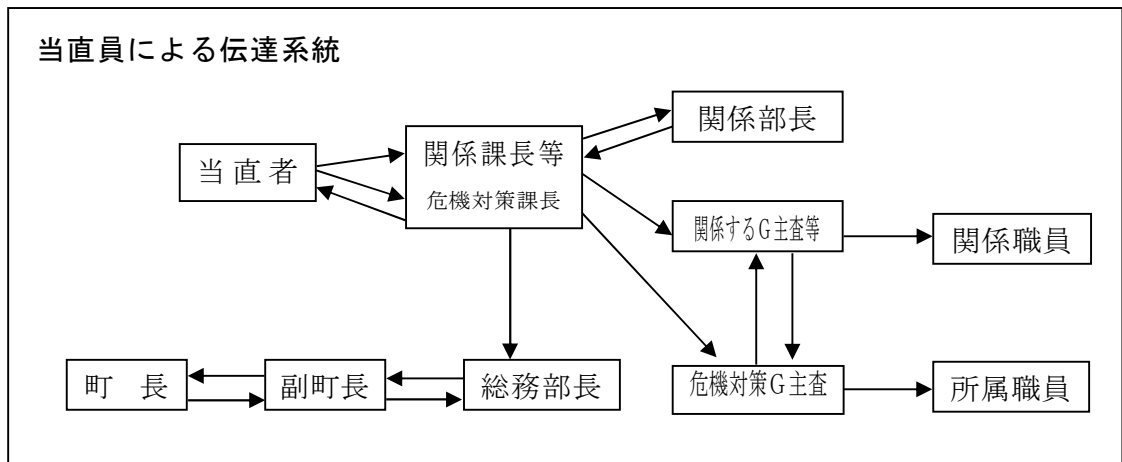 当直員による伝達系統
関係部長
関係課長等
当直者
危機対策課長
関係するG主査等
関係職員
町　長
副町長
総務部長
危機対策G主査
所属職員